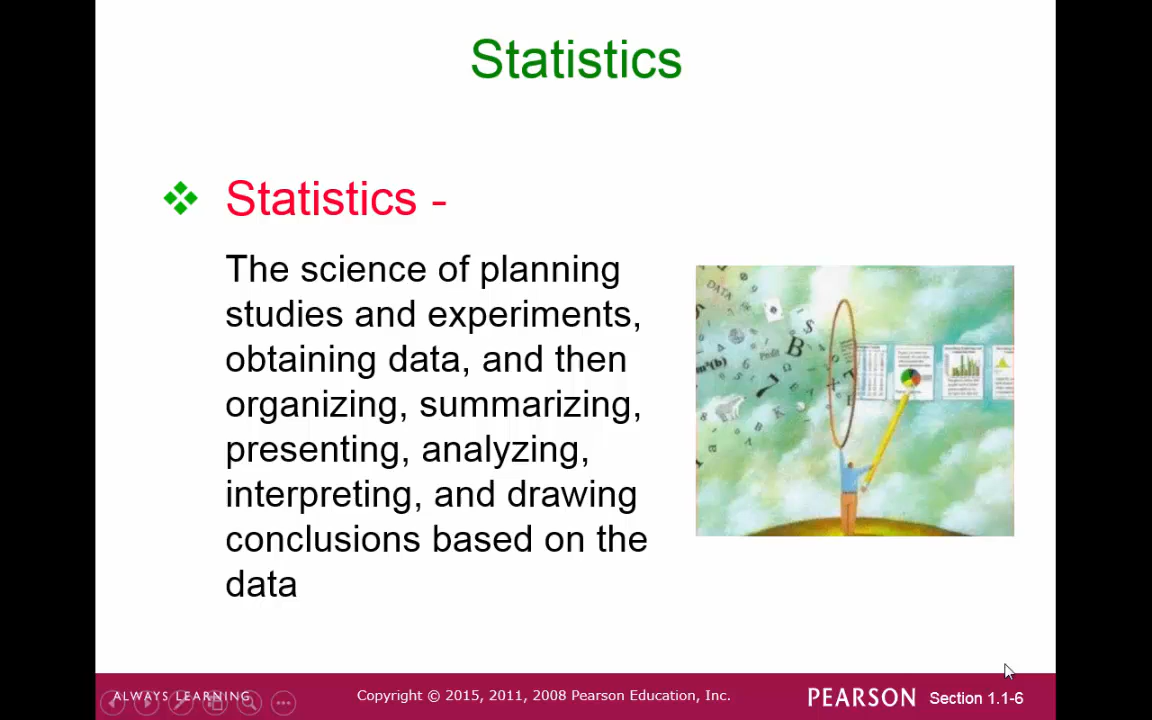 Statistics
Statistics -
The science of planning
studies and experiments,
obtaining data, and then
organizing, summarizing,
presenting, analyzing,
interpreting, and drawing
conclusions based on the
data
DATA
$
B
Profit
ALWAYS LEARNING
Copyright © 2015, 2011, 2008 Pearson Education, Inc.
PEARSON
Section 1.1-6